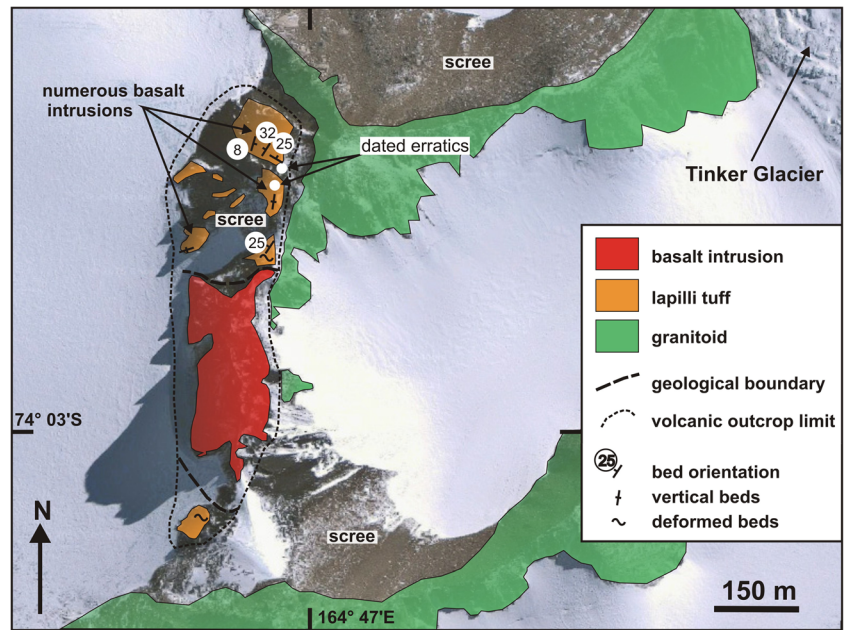 scree
numerous basalt
intrusions
32
8
25
dated erratics
Tinker Glacier
scree
25
basalt intrusion
lapilli tuff
granitoid
geological boundary
volcanic outcrop limit
25
bed orientation
vertical beds
deformed beds
74° 03'S
N
scree
164° 47'E
150 m